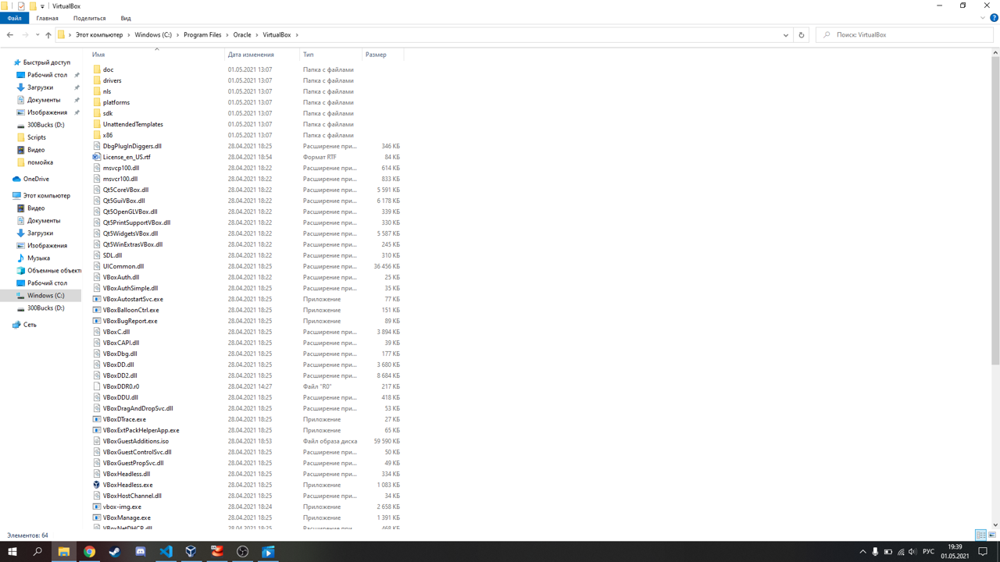 VirtualBox
Файл Главная Поделиться Вид
Этот компьютер Windows (C:) Program Files Oracle VirtualBox
Поиск: VirtualBox
Быстрый доступ
Рабочий стол
Загрузки
Документы
Изображения
300Bucks (D:)
Scripts
Видео
помойка
OneDrive
Этот компьютер
Видео
Документы
Загрузки
Изображения
Музыка
Объемные объекты
Рабочий стол
Windows (C:)
300Bucks (D:)
Сеть
Имя Дата изменения Тип Размер
doc 01.05.2021 13:07 Папка с файлами
drivers 01.05.2021 13:07 Папка с файлами
nls 01.05.2021 13:07 Папка с файлами
platforms 01.05.2021 13:07 Папка с файлами
sdk 01.05.2021 13:07 Папка с файлами
UnattendedTemplates 01.05.2021 13:07 Папка с файлами
x86 01.05.2021 13:07 Папка с файлами
DbgPlugInDiggers.dll 28.04.2021 18:25 Расширение при... 346 КБ
License_en_US.rtf 28.04.2021 18:54 Формат RTF 84 КБ
msvcp100.dll 28.04.2021 18:22 Расширение при... 614 КБ
msvcr100.dll 28.04.2021 18:22 Расширение при... 833 КБ
Qt5CoreVBox.dll 28.04.2021 18:22 Расширение при... 5 591 КБ
Qt5GuiVBox.dll 28.04.2021 18:22 Расширение при... 6 178 КБ
Qt5OpenGLVBox.dll 28.04.2021 18:22 Расширение при... 339 КБ
Qt5PrintSupportVBox.dll 28.04.2021 18:22 Расширение при... 330 КБ
Qt5WidgetsVBox.dll 28.04.2021 18:22 Расширение при... 5 587 КБ
Qt5WinExtrasVBox.dll 28.04.2021 18:22 Расширение при... 245 КБ
SDL.dll 28.04.2021 18:22 Расширение при... 310 КБ
UICommon.dll 28.04.2021 18:25 Расширение при... 36 456 КБ
VBoxAuth.dll 28.04.2021 18:22 Расширение при... 25 КБ
VBoxAuthSimple.dll 28.04.2021 18:25 Расширение при... 35 КБ
VBoxAutostartSvc.exe 28.04.2021 18:25 Приложение 77 КБ
VBoxBalloonCtrl.exe 28.04.2021 18:25 Приложение 151 КБ
VBoxBugReport.exe 28.04.2021 18:25 Приложение 89 КБ
VBoxC.dll 28.04.2021 18:25 Расширение при... 3 894 КБ
VBoxCAPI.dll 28.04.2021 18:25 Расширение при... 39 КБ
VBoxDbg.dll 28.04.2021 18:25 Расширение при... 177 КБ
VBoxDD.dll 28.04.2021 18:25 Расширение при... 3 680 КБ
VBoxDD2.dll 28.04.2021 18:25 Расширение при... 8 684 КБ
VBoxDDR0.r0 28.04.2021 14:27 Файл "R0" 217 КБ
VBoxDDU.dll 28.04.2021 18:25 Расширение при... 418 КБ
VBoxDragAndDropSvc.dll 28.04.2021 18:25 Расширение при... 53 КБ
VBoxDTrace.exe 28.04.2021 18:25 Приложение 27 КБ
VBoxExtPackHelperApp.exe 28.04.2021 18:25 Приложение 65 КБ
VBoxGuestAdditions.iso 28.04.2021 18:53 Файл образа диска 59 590 КБ
VBoxGuestControlSvc.dll 28.04.2021 18:25 Расширение при... 50 КБ
VBoxGuestPropSvc.dll 28.04.2021 18:25 Расширение при... 49 КБ
VBoxHeadless.dll 28.04.2021 18:25 Расширение при... 334 КБ
VBoxHeadless.exe 28.04.2021 18:25 Приложение 1 083 КБ
VBoxHostChannel.dll 28.04.2021 18:25 Расширение при... 34 КБ
vbox-img.exe 28.04.2021 18:24 Приложение 2 658 КБ
VBoxManage.exe 28.04.2021 18:25 Приложение 1 391 КБ
VBoxNetDHCP.dll 28.04.2021 18:25 Расширение при... 468 КБ
Элементов: 64
РУС
19:39
01.05.2021